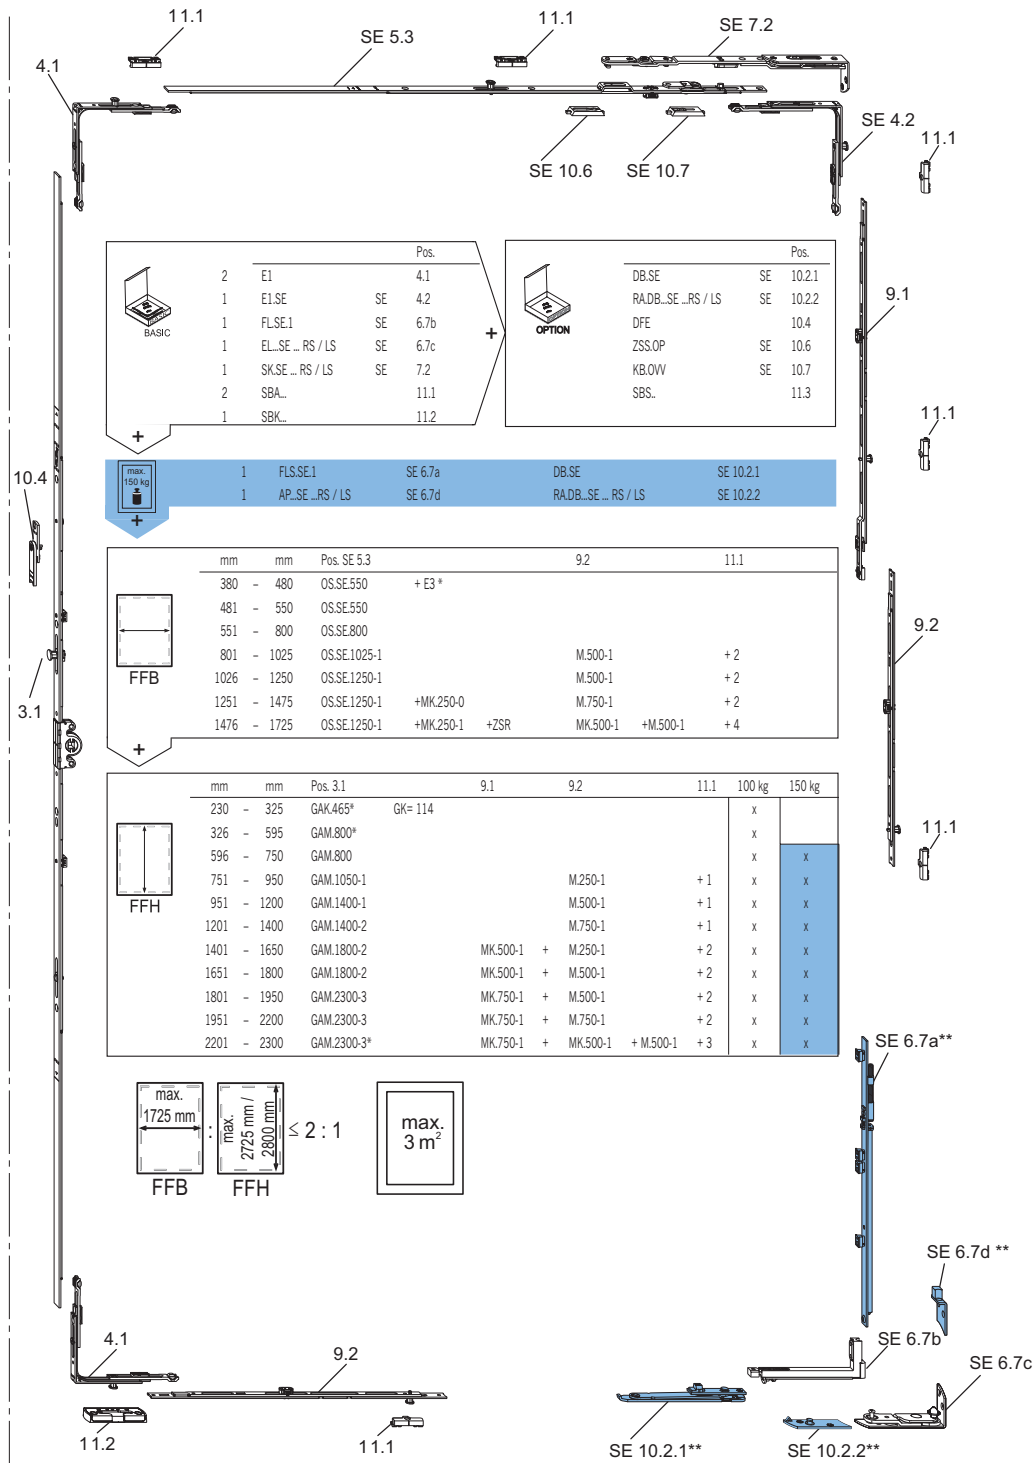 11.1
11.1
SE 7.2
SE 5.3
4.1
SE 4.2
11.1
SE 10.6
SE 10.7
Pos.
2 E1 4.1
1 E1.SE SE 4.2
1 FL.SE.1 SE 6.7b
1 EL...SE ... RS / LS SE 6.7c
1 SK.SE ... RS / LS SE 7.2
2 SBA... 11.1
1 SBK... 11.2
BASIC
+
+
Pos.
DB.SE SE 10.2.1
RA.DB...SE ...RS / LS SE 10.2.2
DFE 10.4
ZSS.OP SE 10.6
KB.OVV SE 10.7
SBS.. 11.3
OPTION
9.1
11.1
10.4
max.
150 kg
+
1 FLS.SE.1 SE 6.7a DB.SE SE 10.2.1
1 AP...SE ...RS / LS SE 6.7d RA.DB...SE ... RS / LS SE 10.2.2
mm mm Pos. SE 5.3 9.2 11.1
380 – 480 OS.SE.550 + E3 *
481 – 550 OS.SE.550
551 – 800 OS.SE.800
801 – 1025 OS.SE.1025-1 M.500-1 + 2
1026 – 1250 OS.SE.1250-1 M.500-1 + 2
1251 – 1475 OS.SE.1250-1 +MK.250-0 M.750-1 + 2
1476 – 1725 OS.SE.1250-1 +MK.250-1 +ZSR MK.500-1 +M.500-1 + 4
FFB
+
9.2
3.1
mm mm Pos. 3.1 9.1 9.2 11.1 100 kg 150 kg
230 – 325 GAK.465* GK= 114 x
326 – 595 GAM.800* x
596 – 750 GAM.800 x x
751 – 950 GAM.1050-1 M.250-1 + 1 x x
951 – 1200 GAM.1400-1 M.500-1 + 1 x x
1201 – 1400 GAM.1400-2 M.750-1 + 1 x x
1401 – 1650 GAM.1800-2 MK.500-1 + M.250-1 + 2 x x
1651 – 1800 GAM.1800-2 MK.500-1 + M.500-1 + 2 x x
1801 – 1950 GAM.2300-3 MK.750-1 + M.500-1 + 2 x x
1951 – 2200 GAM.2300-3 MK.750-1 + M.750-1 + 2 x x
2201 – 2300 GAM.2300-3* MK.750-1 + MK.500-1 + M.500-1 + 3 x x
FFH
11.1
SE 6.7a**
max.
1725 mm
FFB
:
max.
2725 mm /
2800 mm
FFH
≤ 2 : 1
max.
3 m²
SE 6.7d **
SE 6.7b
SE 6.7c
4.1
9.2
11.2
11.1
SE 10.2.1**
SE 10.2.2**